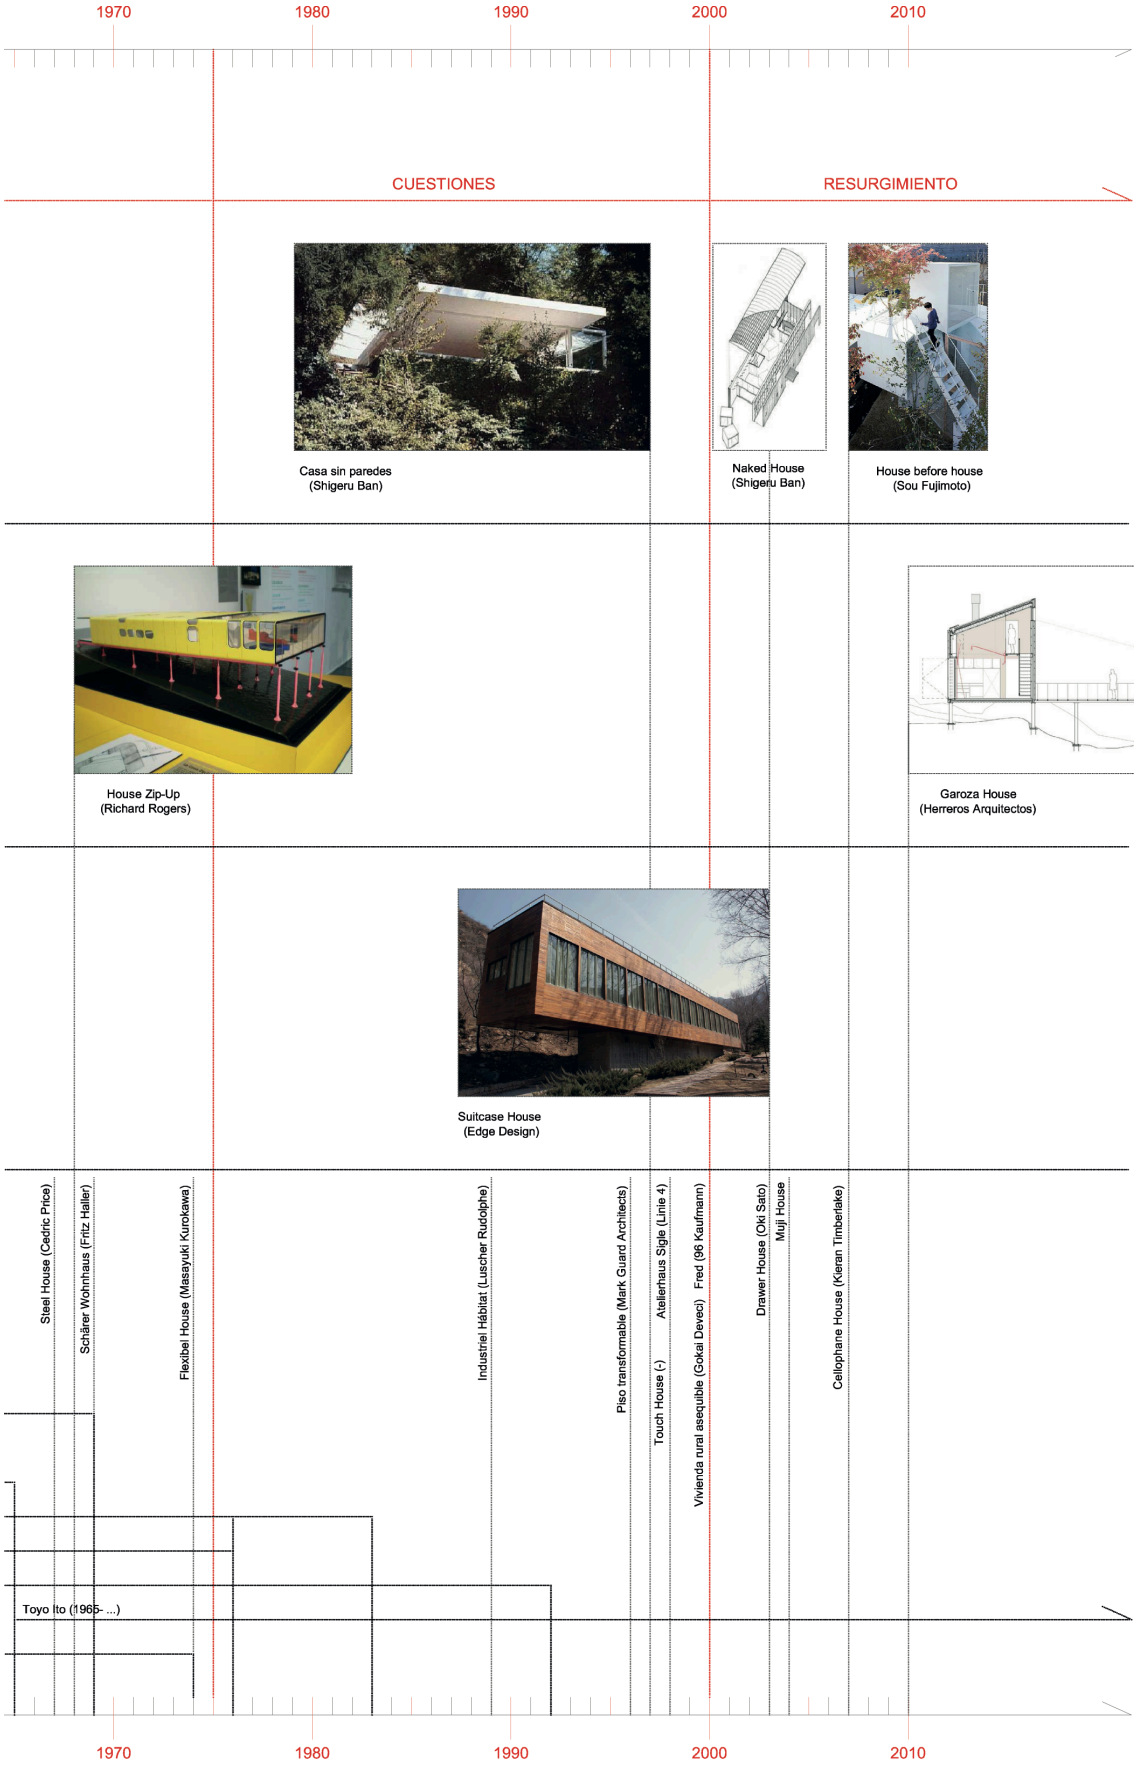 1970
1980
1990
2000
2010
CUESTIONES
RESURGIMIENTO
Casa sin paredes
(Shigeru Ban)
Naked House
(Shigeru Ban)
House before house
(Sou Fujimoto)
House Zip-Up
(Richard Rogers)
Garoza House
(Herreros Arquitectos)
Suitcase House
(Edge Design)
Steel House (Cedric Price)
Schärer Wohnhaus (Fritz Haller)
Flexibel House (Masayuki Kurokawa)
Industriel Hábitat (Luscher Rudolphe)
Piso transformable (Mark Guard Architects)
Touch House (-)
Atelierhaus Sigle (Linie 4)
Vivienda rural asequible (Gokai Deveci)
Fred (96 Kaufmann)
Drawer House (Oki Sato)
Muji House
Cellophane House (Kieran Timberlake)
Toyo Ito (1965- ...)
1970
1980
1990
2000
2010